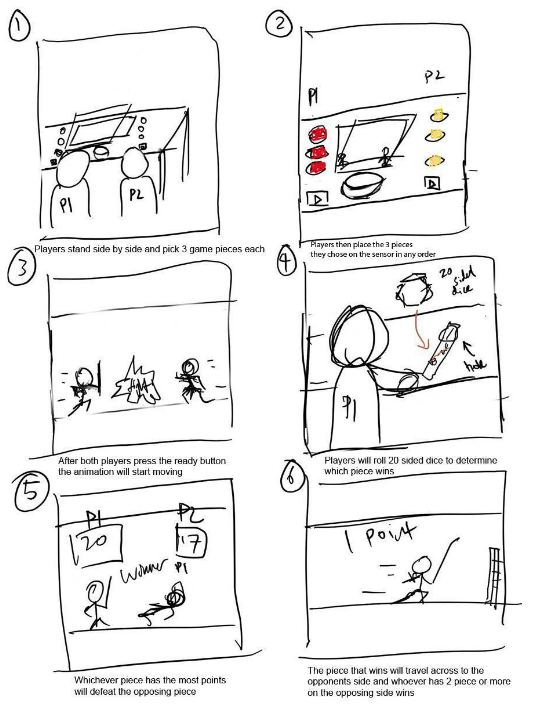 1
P1
P2
Players stand side by side and pick 3 game pieces each
2
P1
P2
Players then place the 3 pieces
they chose on the sensor in any order
3
After both players press the ready button
the animation will start moving
4
20
sided
dice
hole
P1
Players will roll 20 sided dice to determine
which piece wins
5
P1
P2
20
17
Winner
P1
Whichever piece has the most points
will defeat the opposing piece
6
1 Point
The piece that wins will travel across to the
opponents side and whoever has 2 piece or more
on the opposing side wins